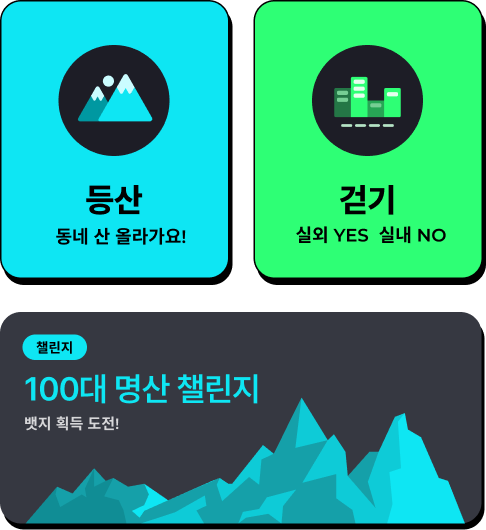 등산
동네 산 올라가요!
걷기
실외 YES 실내 NO
챌린지
100대 명산 챌린지
뱃지 획득 도전!